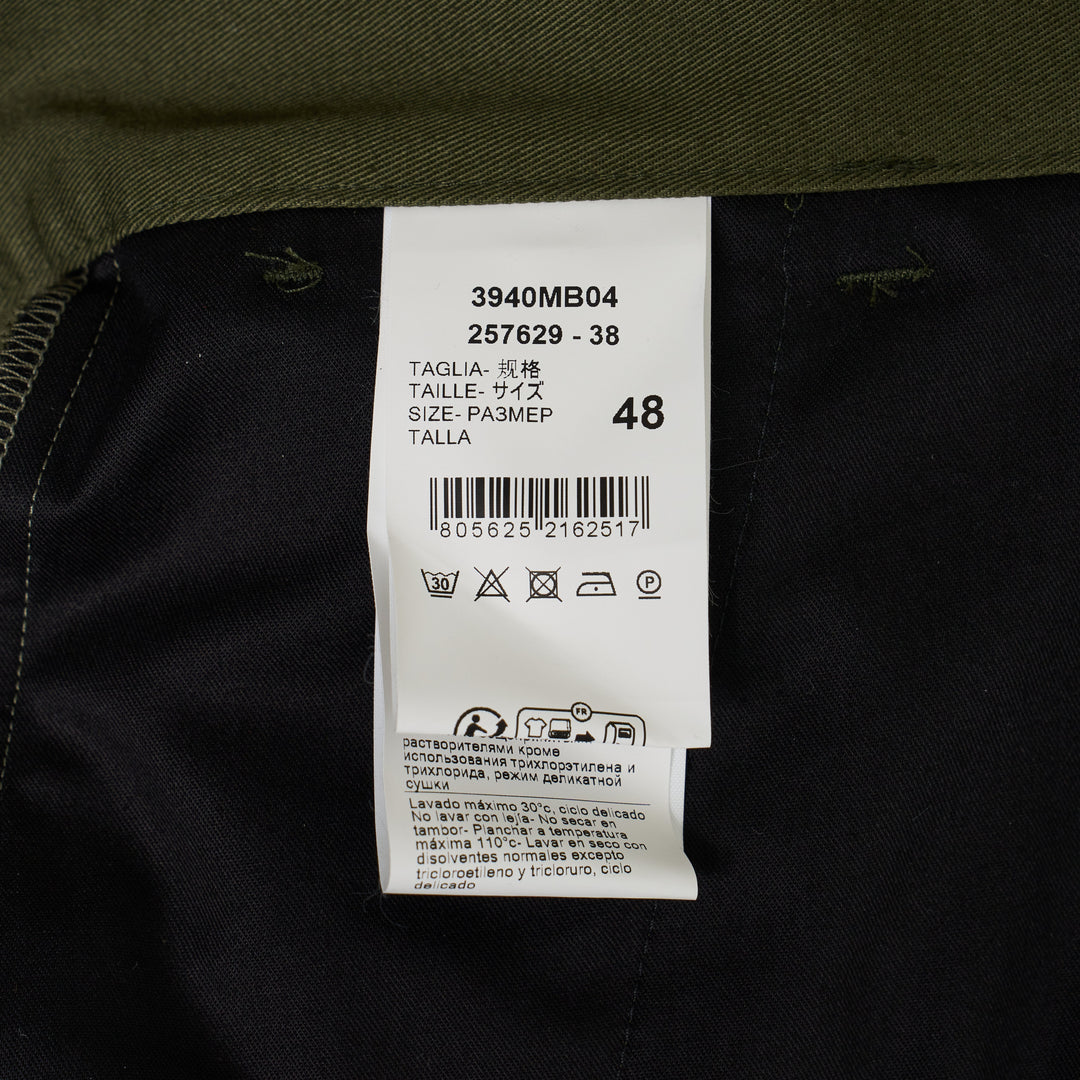 3940MB04
257629 - 38
TAGLIA- 规格
TAILLE- サイズ
SIZE- РАЗМЕР
TALLA
48
805625 2162517
30
P
FR
растворителями кроме
использования трихлорэтилена и
трихлорида, режим деликатной
сушки
Lavado máximo 30°c, ciclo delicado
No lavar con lejía- No secar en
tambor- Planchar a temperatura
máxima 110°c- Lavar en seco con
disolventes normales excepto
tricloroetileno y tricloruro, ciclo
delicado